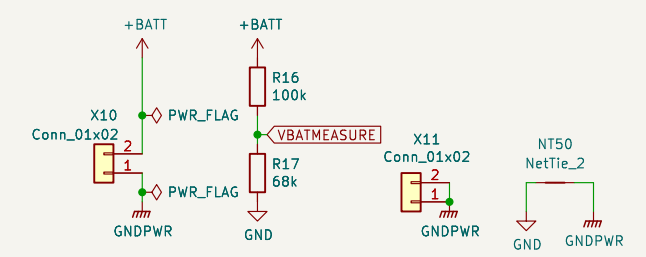 +BATT
+BATT
R16
100k
X10
Conn_01x02
PWR_FLAG
2
1
VBATMEASURE
R17
68k
PWR_FLAG
GNDPWR
GND
X11
Conn_01x02
2
1
GNDPWR
NT50
NetTie_2
GND
GNDPWR